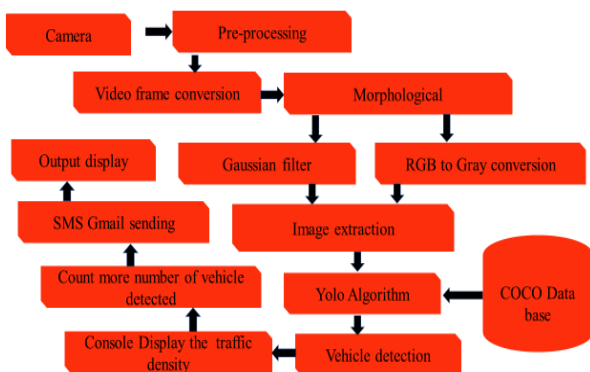 Camera
Pre-processing
Video frame conversion
Morphological
Output display
Gaussian filter
RGB to Gray conversion
SMS Gmail sending
Image extraction
Count more number of vehicle
detected
Yolo Algorithm
COCO Data
base
Console Display the traffic
density
Vehicle detection